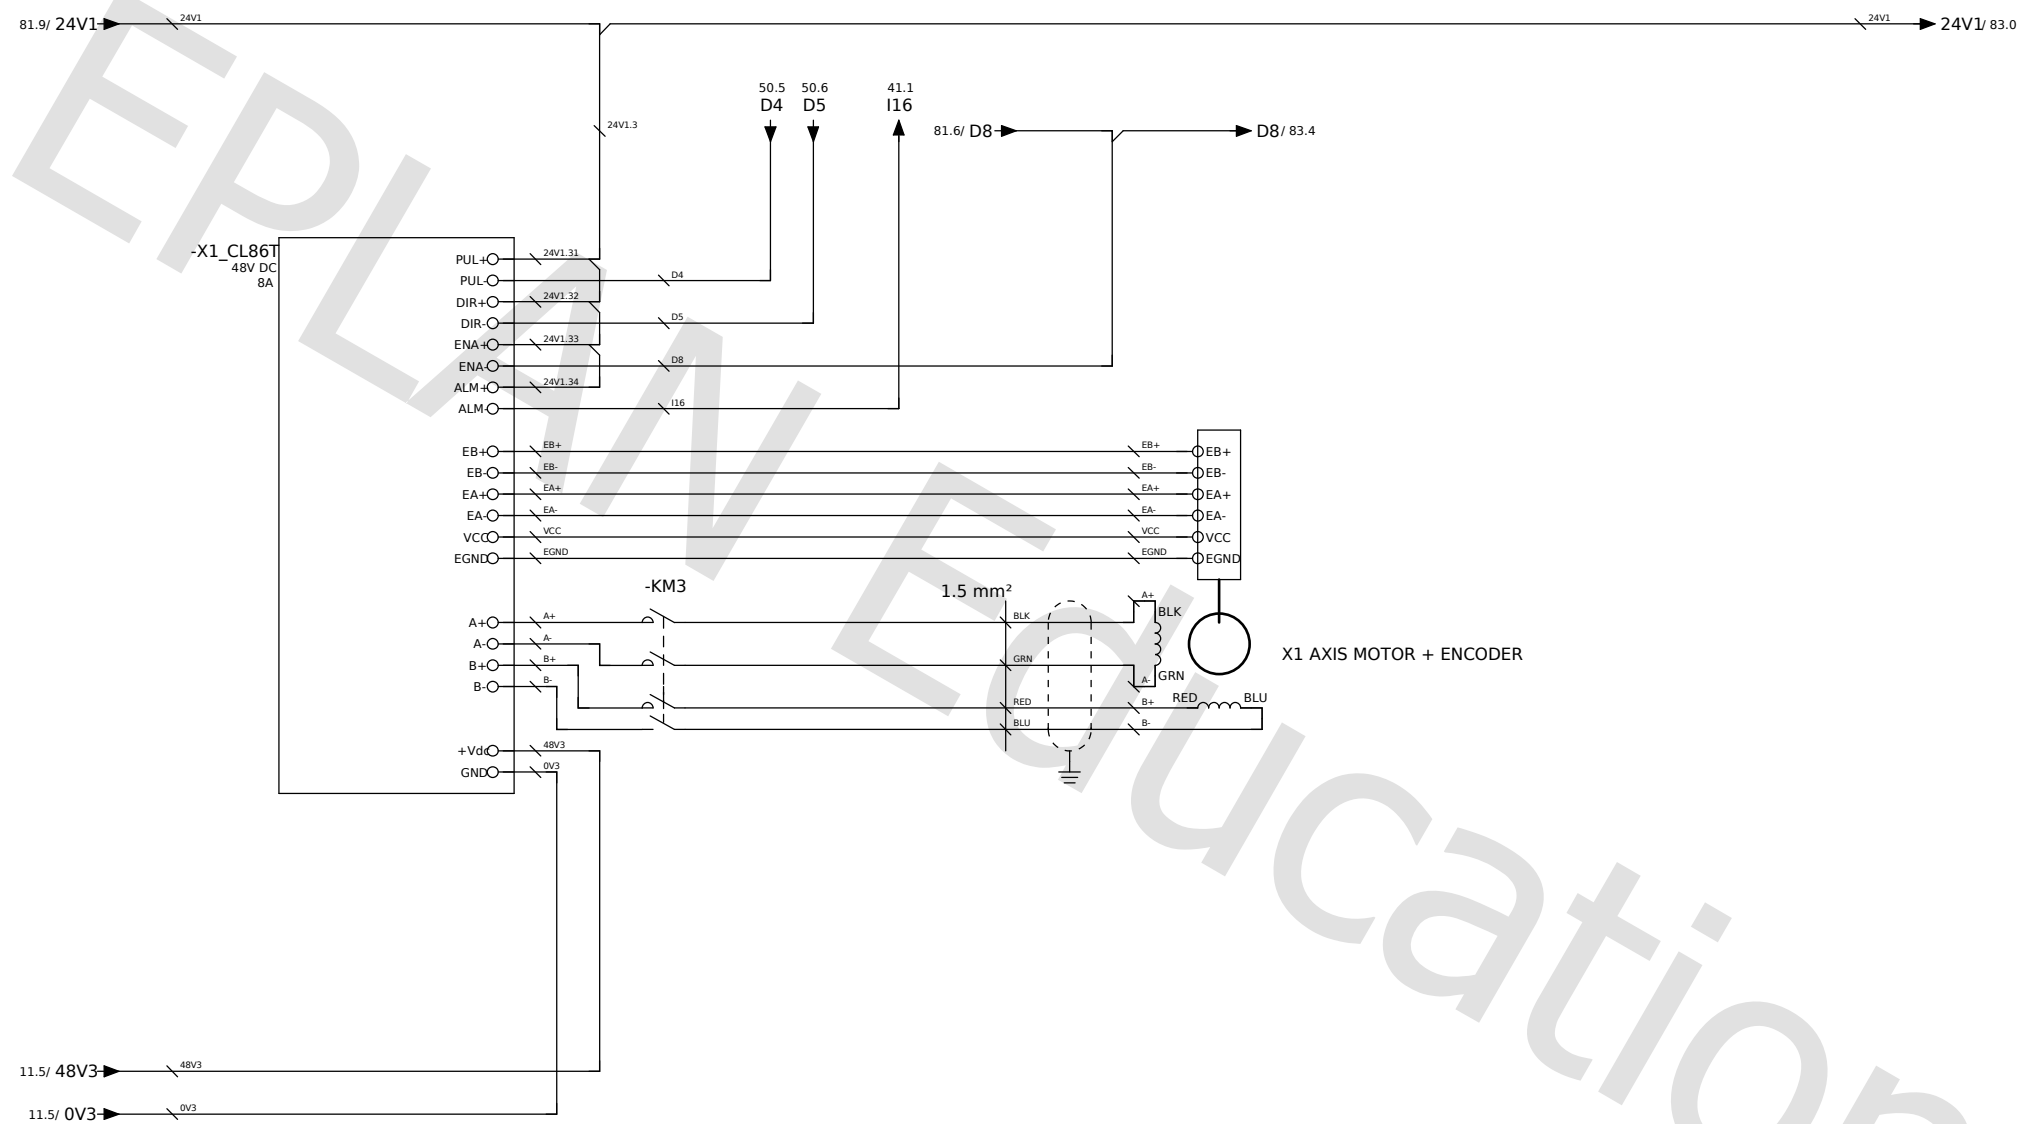 81.9/ 24V1 24V1 24V1 24V1/ 83.0
50.5 50.6 41.1
D4 D5 I16
24V1.3 81.6/ D8 D8/ 83.4
-X1_CL86T
48V DC
8A
PUL+ 24V1.31
PUL- D4
DIR+ 24V1.32
DIR- D5
ENA+ 24V1.33
ENA- D8
ALM+ 24V1.34
ALM- I16
EB+ EB+ EB+ EB+
EB- EB- EB- EB-
EA+ EA+ EA+ EA+
EA- EA- EA- EA-
VCC VCC VCC VCC
EGND EGND EGND EGND
-KM3 1.5 mm²
A+ A+ BLK A+ BLK
A- A-
B+ B+ GRN A- GRN
X1 AXIS MOTOR + ENCODER
B- B- RED B+ RED BLU
BLU B-
+Vdc 48V3
GND 0V3
11.5/ 48V3 48V3
11.5/ 0V3 0V3
EPLAN Education